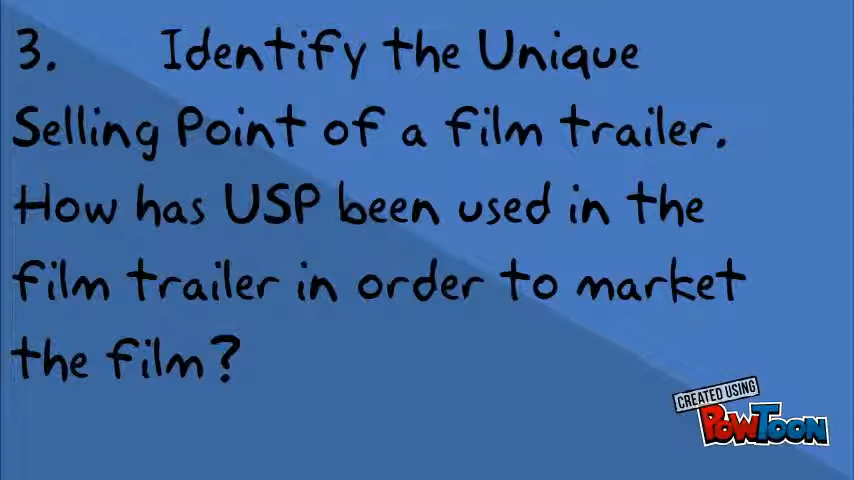 3. Identify the Unique
Selling Point of a film trailer.
How has USP been used in the
film trailer in order to market
the film?
CREATED USING
POWTOON